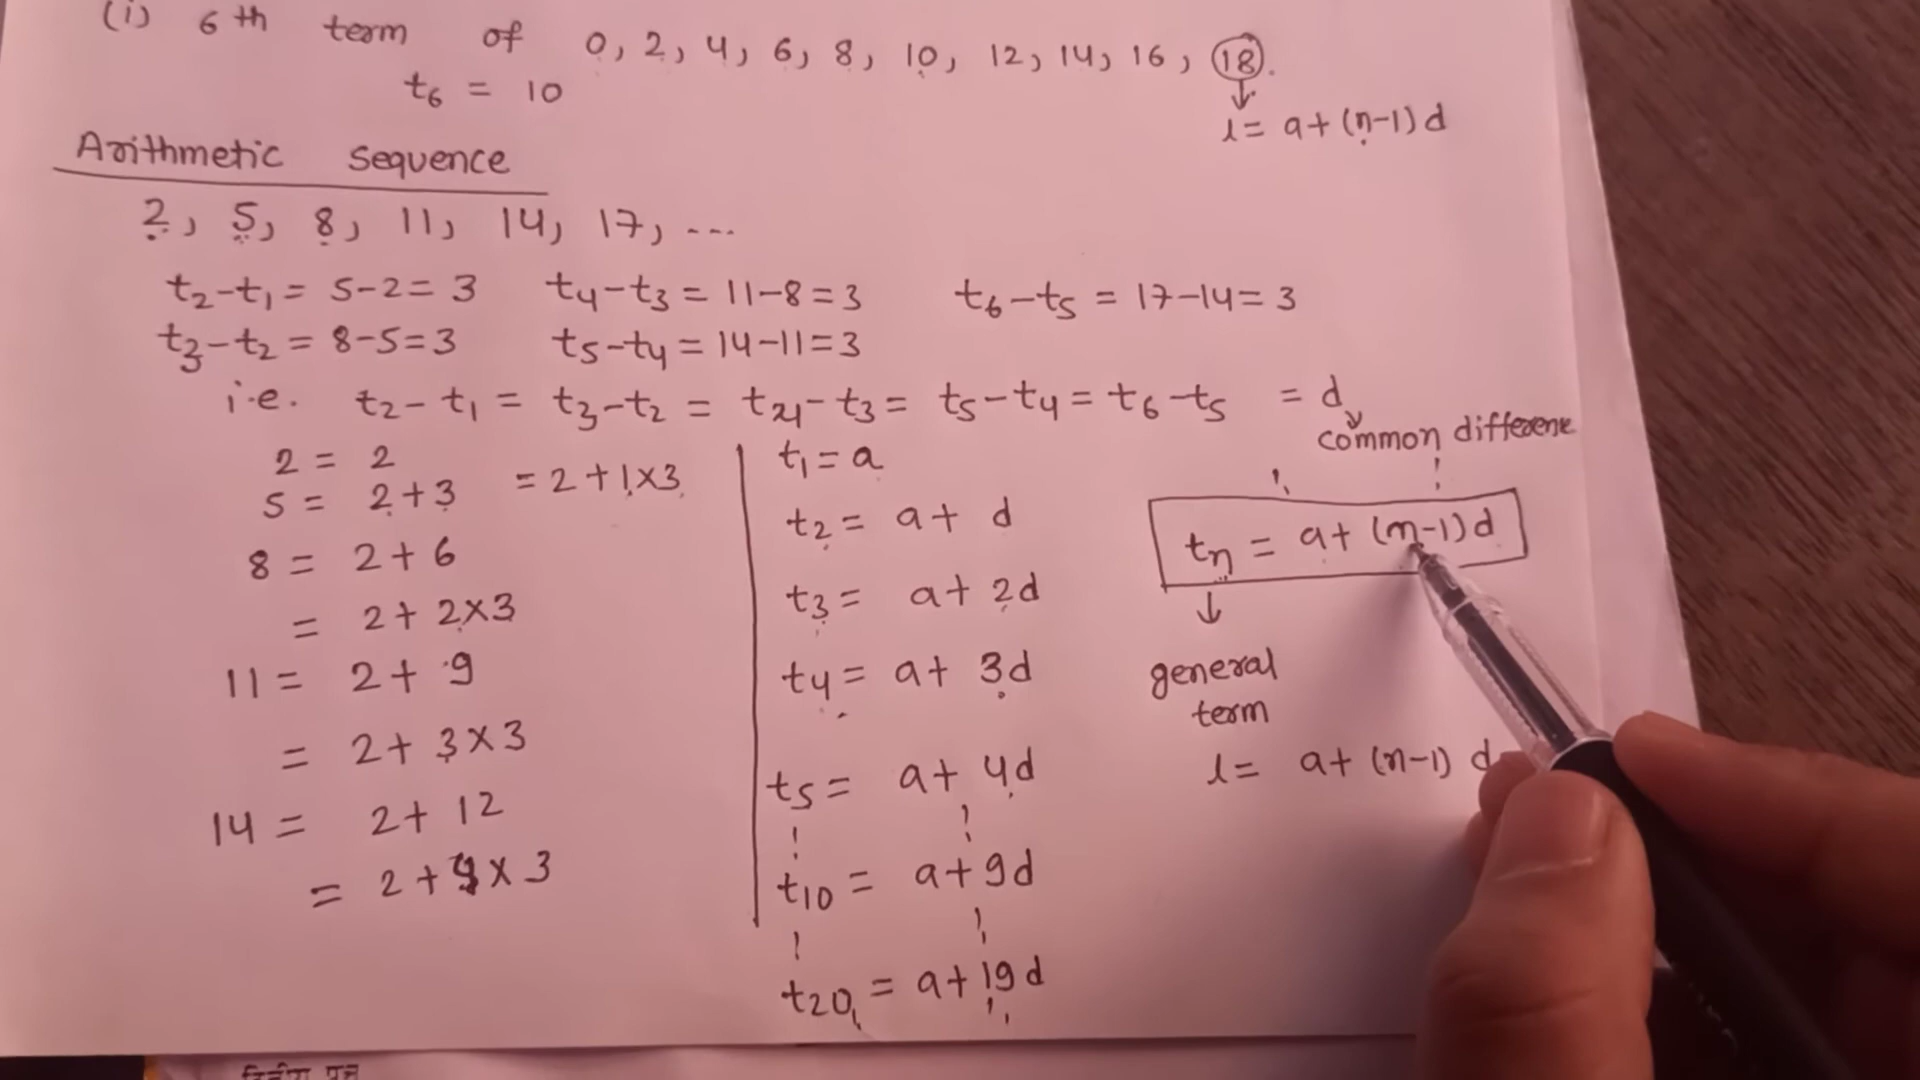 (i) 6th term of 0, 2, 4, 6, 8, 10, 12, 14, 16, 18.
t6 = 10
l = a+(n-1)d
Arithmetic sequence
2, 5, 8, 11, 14, 17, ...
t2-t1 = 5-2 = 3 t4-t3 = 11-8 = 3 t6-t5 = 17-14 = 3
t3-t2 = 8-5 = 3 t5-t4 = 14-11 = 3
i.e. t2-t1 = t3-t2 = t4-t3 = t5-t4 = t6-t5 = d
common difference
2 = 2
5 = 2+3 = 2+1×3
8 = 2+6
= 2+2×3
11 = 2+9
= 2+3×3
14 = 2+12
= 2+4×3
t1 = a
t2 = a+d
t3 = a+2d
t4 = a+3d
t5 = a+4d
t10 = a+9d
t20 = a+19d
tn = a+(n-1)d
general
term
l = a+(n-1)d